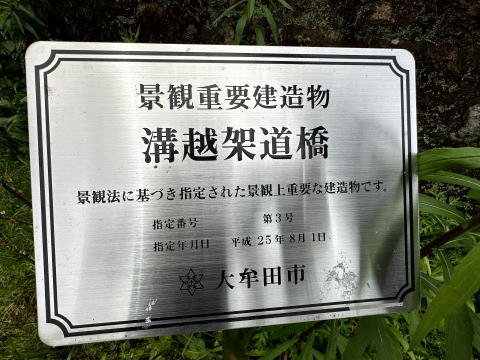 景観重要建造物
溝越架道橋
景観法に基づき指定された景観上重要な建造物です。
指定番号 第3号
指定年月日 平成25年8月1日
大牟田市